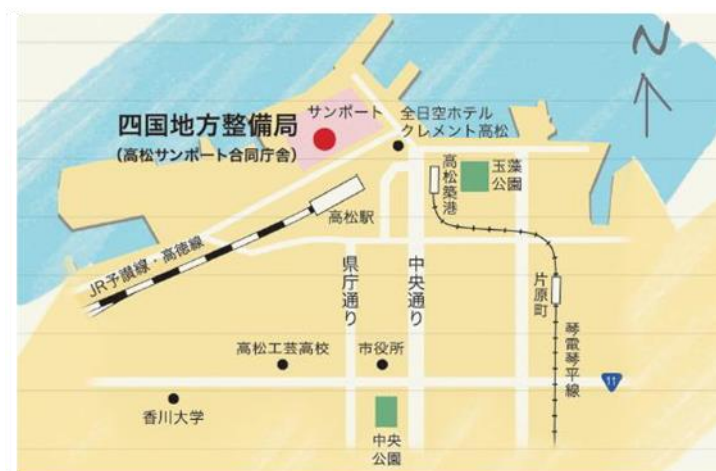 N
サンポート
全日空ホテル
クレメント高松
四国地方整備局
(高松サンポート合同庁舎)
高松築港
玉藻
公園
高松駅
JR予讃線・高徳線
県庁通り
中央通り
片原町
琴電琴平線
高松工芸高校
市役所
11
香川大学
中央
公園